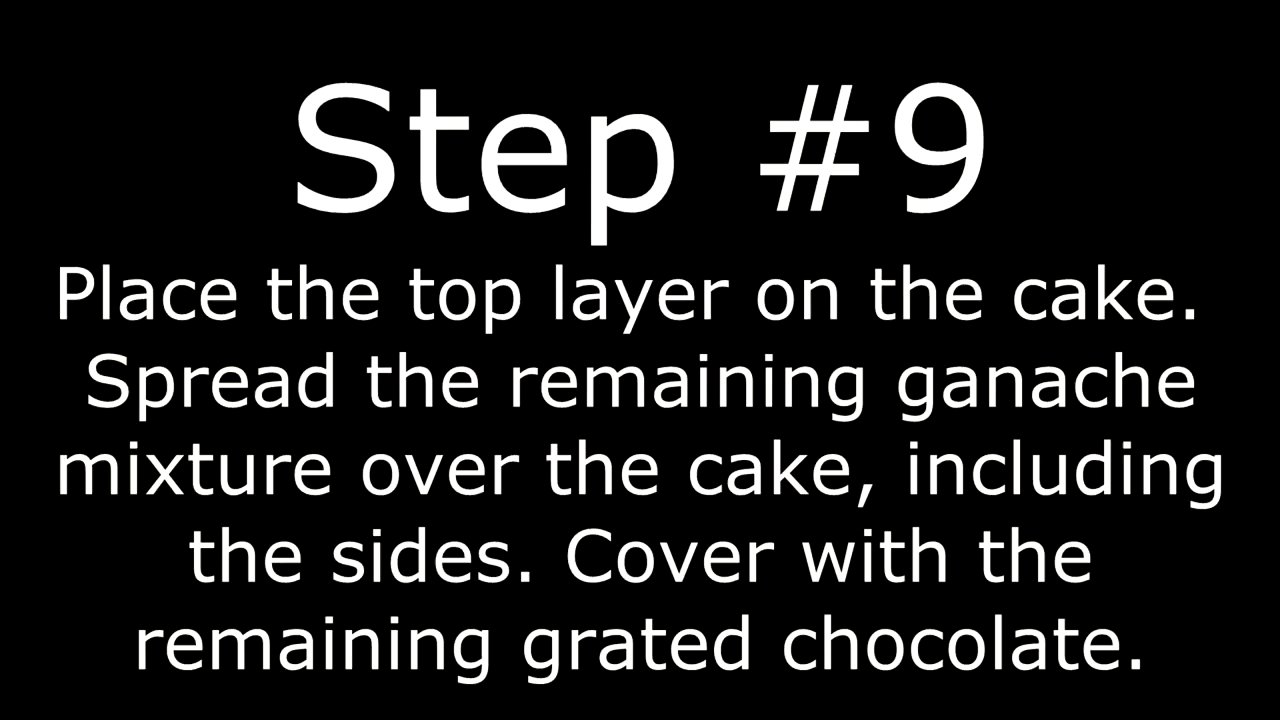 Step #9
Place the top layer on the cake.
Spread the remaining ganache
mixture over the cake, including
the sides. Cover with the
remaining grated chocolate.